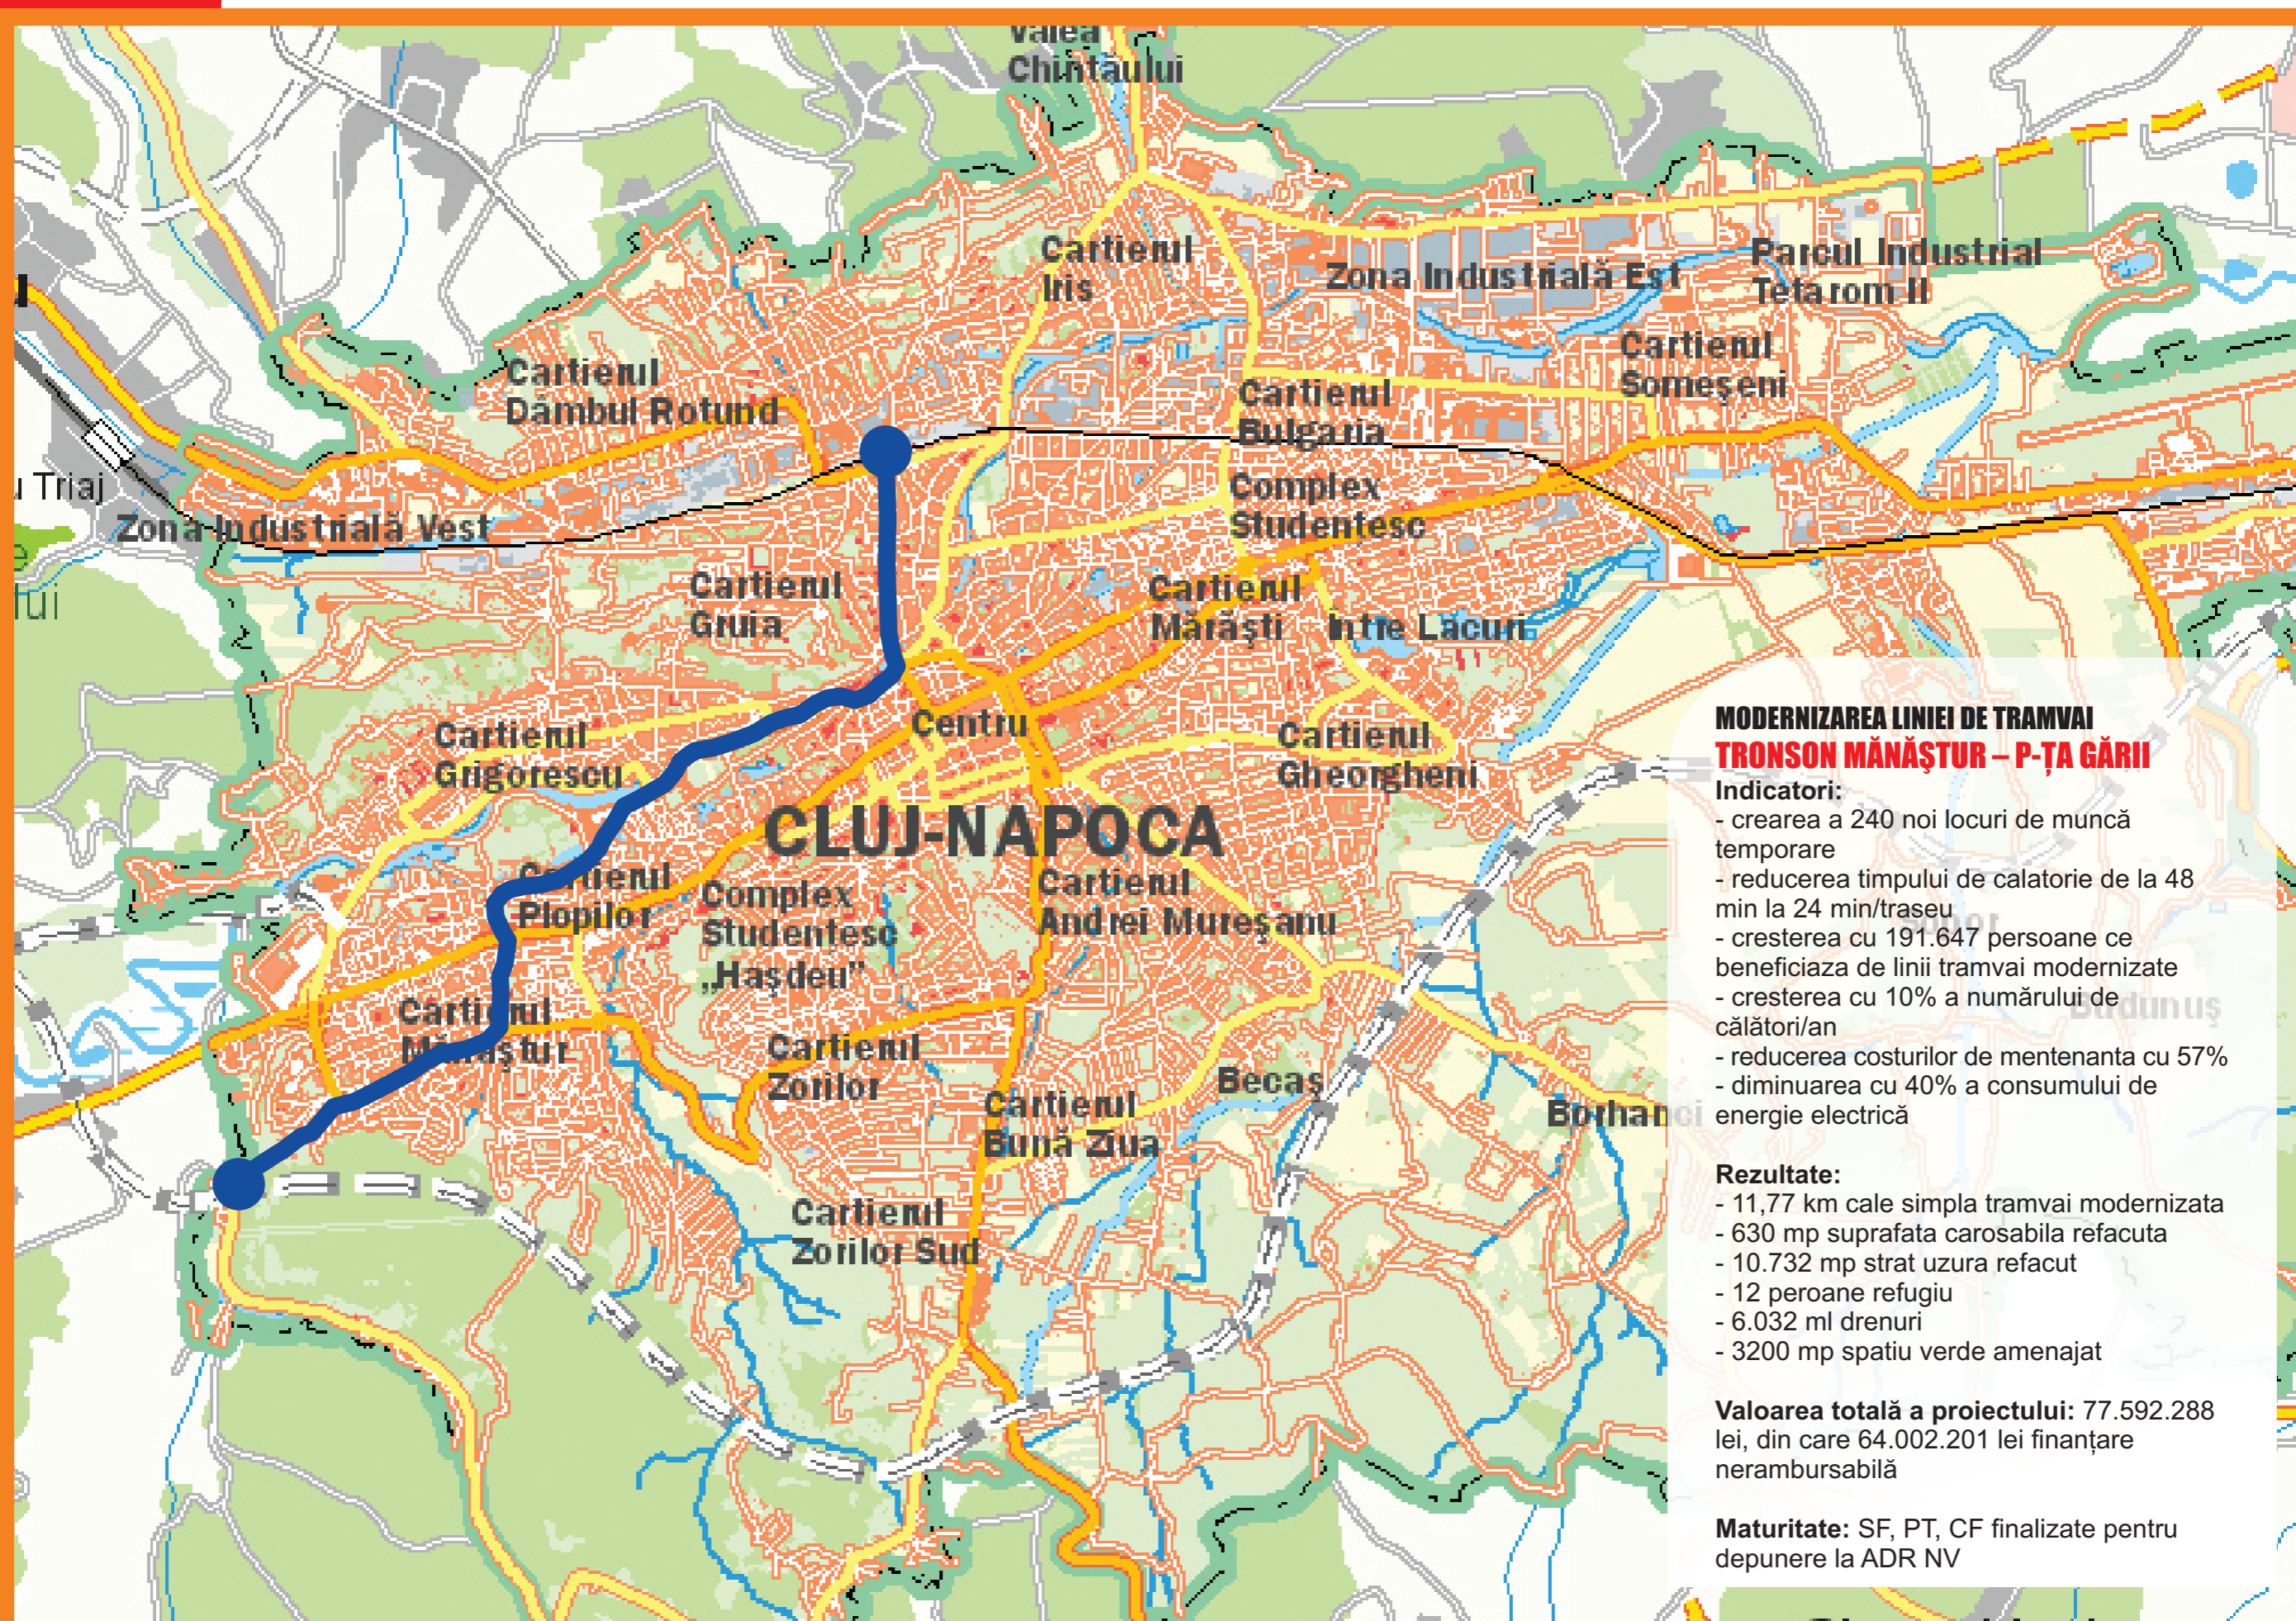 Valea
Chintăului
Cartierul
Iris
Zona Industrială Est
Parcul Industrial
Tetarom II
Cartierul
Someşeni
Cartierul
Dâmbul Rotund
Cartierul
Bulgaria
u Triaj
Zona Industrială Vest
Complex
Studenţesc
lui
Cartierul
Gruia
Cartierul
Mărăşti
Între Lacuri
Centru
Cartierul
Grigorescu
Cartierul
Gheorgheni
CLUJ-NAPOCA
Cartierul
Plopilor
Complex
Studenţesc
„Haşdeu”
Cartierul
Andrei Mureşanu
Cartierul
Mănăştur
Cartierul
Zorilor
Becaş
Cartierul
Bună Ziua
Borhanci
Cartierul
Zorilor Sud
Sopor
Budunuş
MODERNIZAREA LINIEI DE TRAMVAI
TRONSON MĂNĂŞTUR – P-ŢA GĂRII
Indicatori:
- crearea a 240 noi locuri de muncă
temporare
- reducerea timpului de calatorie de la 48
min la 24 min/traseu
- cresterea cu 191.647 persoane ce
beneficiaza de linii tramvai modernizate
- cresterea cu 10% a numărului de
călători/an
- reducerea costurilor de mentenanta cu 57%
- diminuarea cu 40% a consumului de
energie electrică
Rezultate:
- 11,77 km cale simpla tramvai modernizata
- 630 mp suprafata carosabila refacuta
- 10.732 mp strat uzura refacut
- 12 peroane refugiu
- 6.032 ml drenuri
- 3200 mp spatiu verde amenajat
Valoarea totală a proiectului: 77.592.288
lei, din care 64.002.201 lei finanțare
nerambursabilă
Maturitate: SF, PT, CF finalizate pentru
depunere la ADR NV